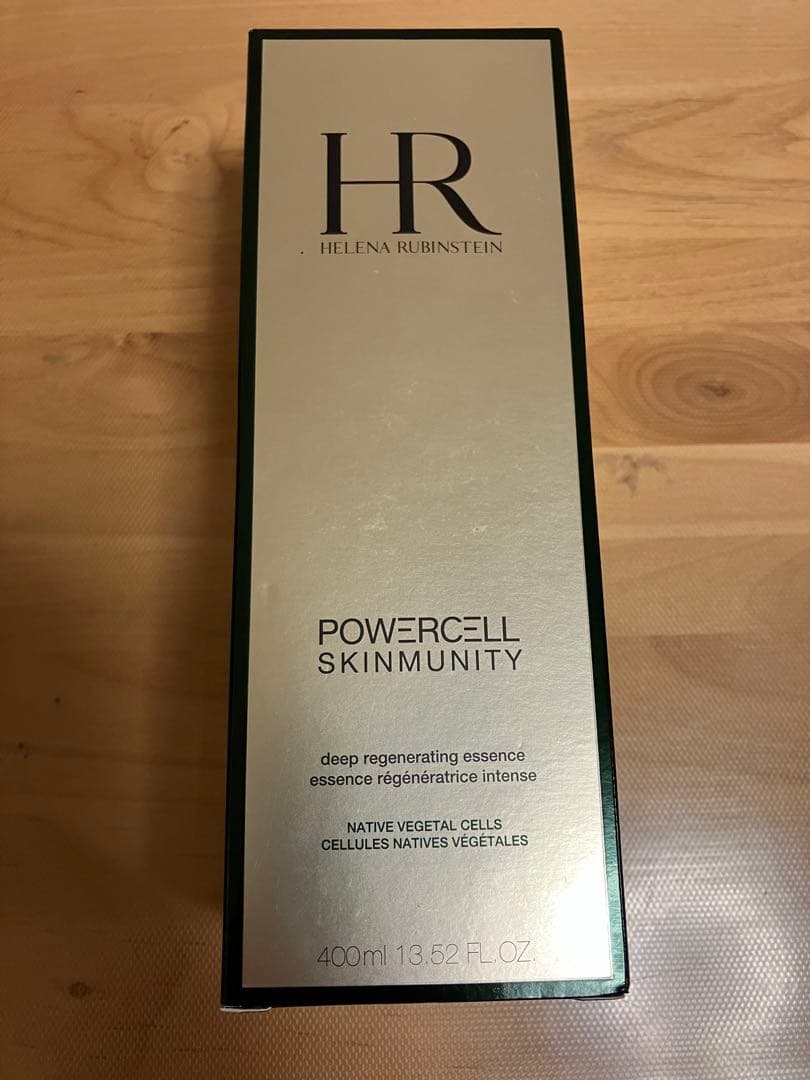 HR
HELENA RUBINSTEIN
POWERCELL
SKINMUNITY
deep regenerating essence
essence régénératrice intense
NATIVE VEGETAL CELLS
CELLULES NATIVES VÉGÉTALES
400ml 13.52 FL.OZ.